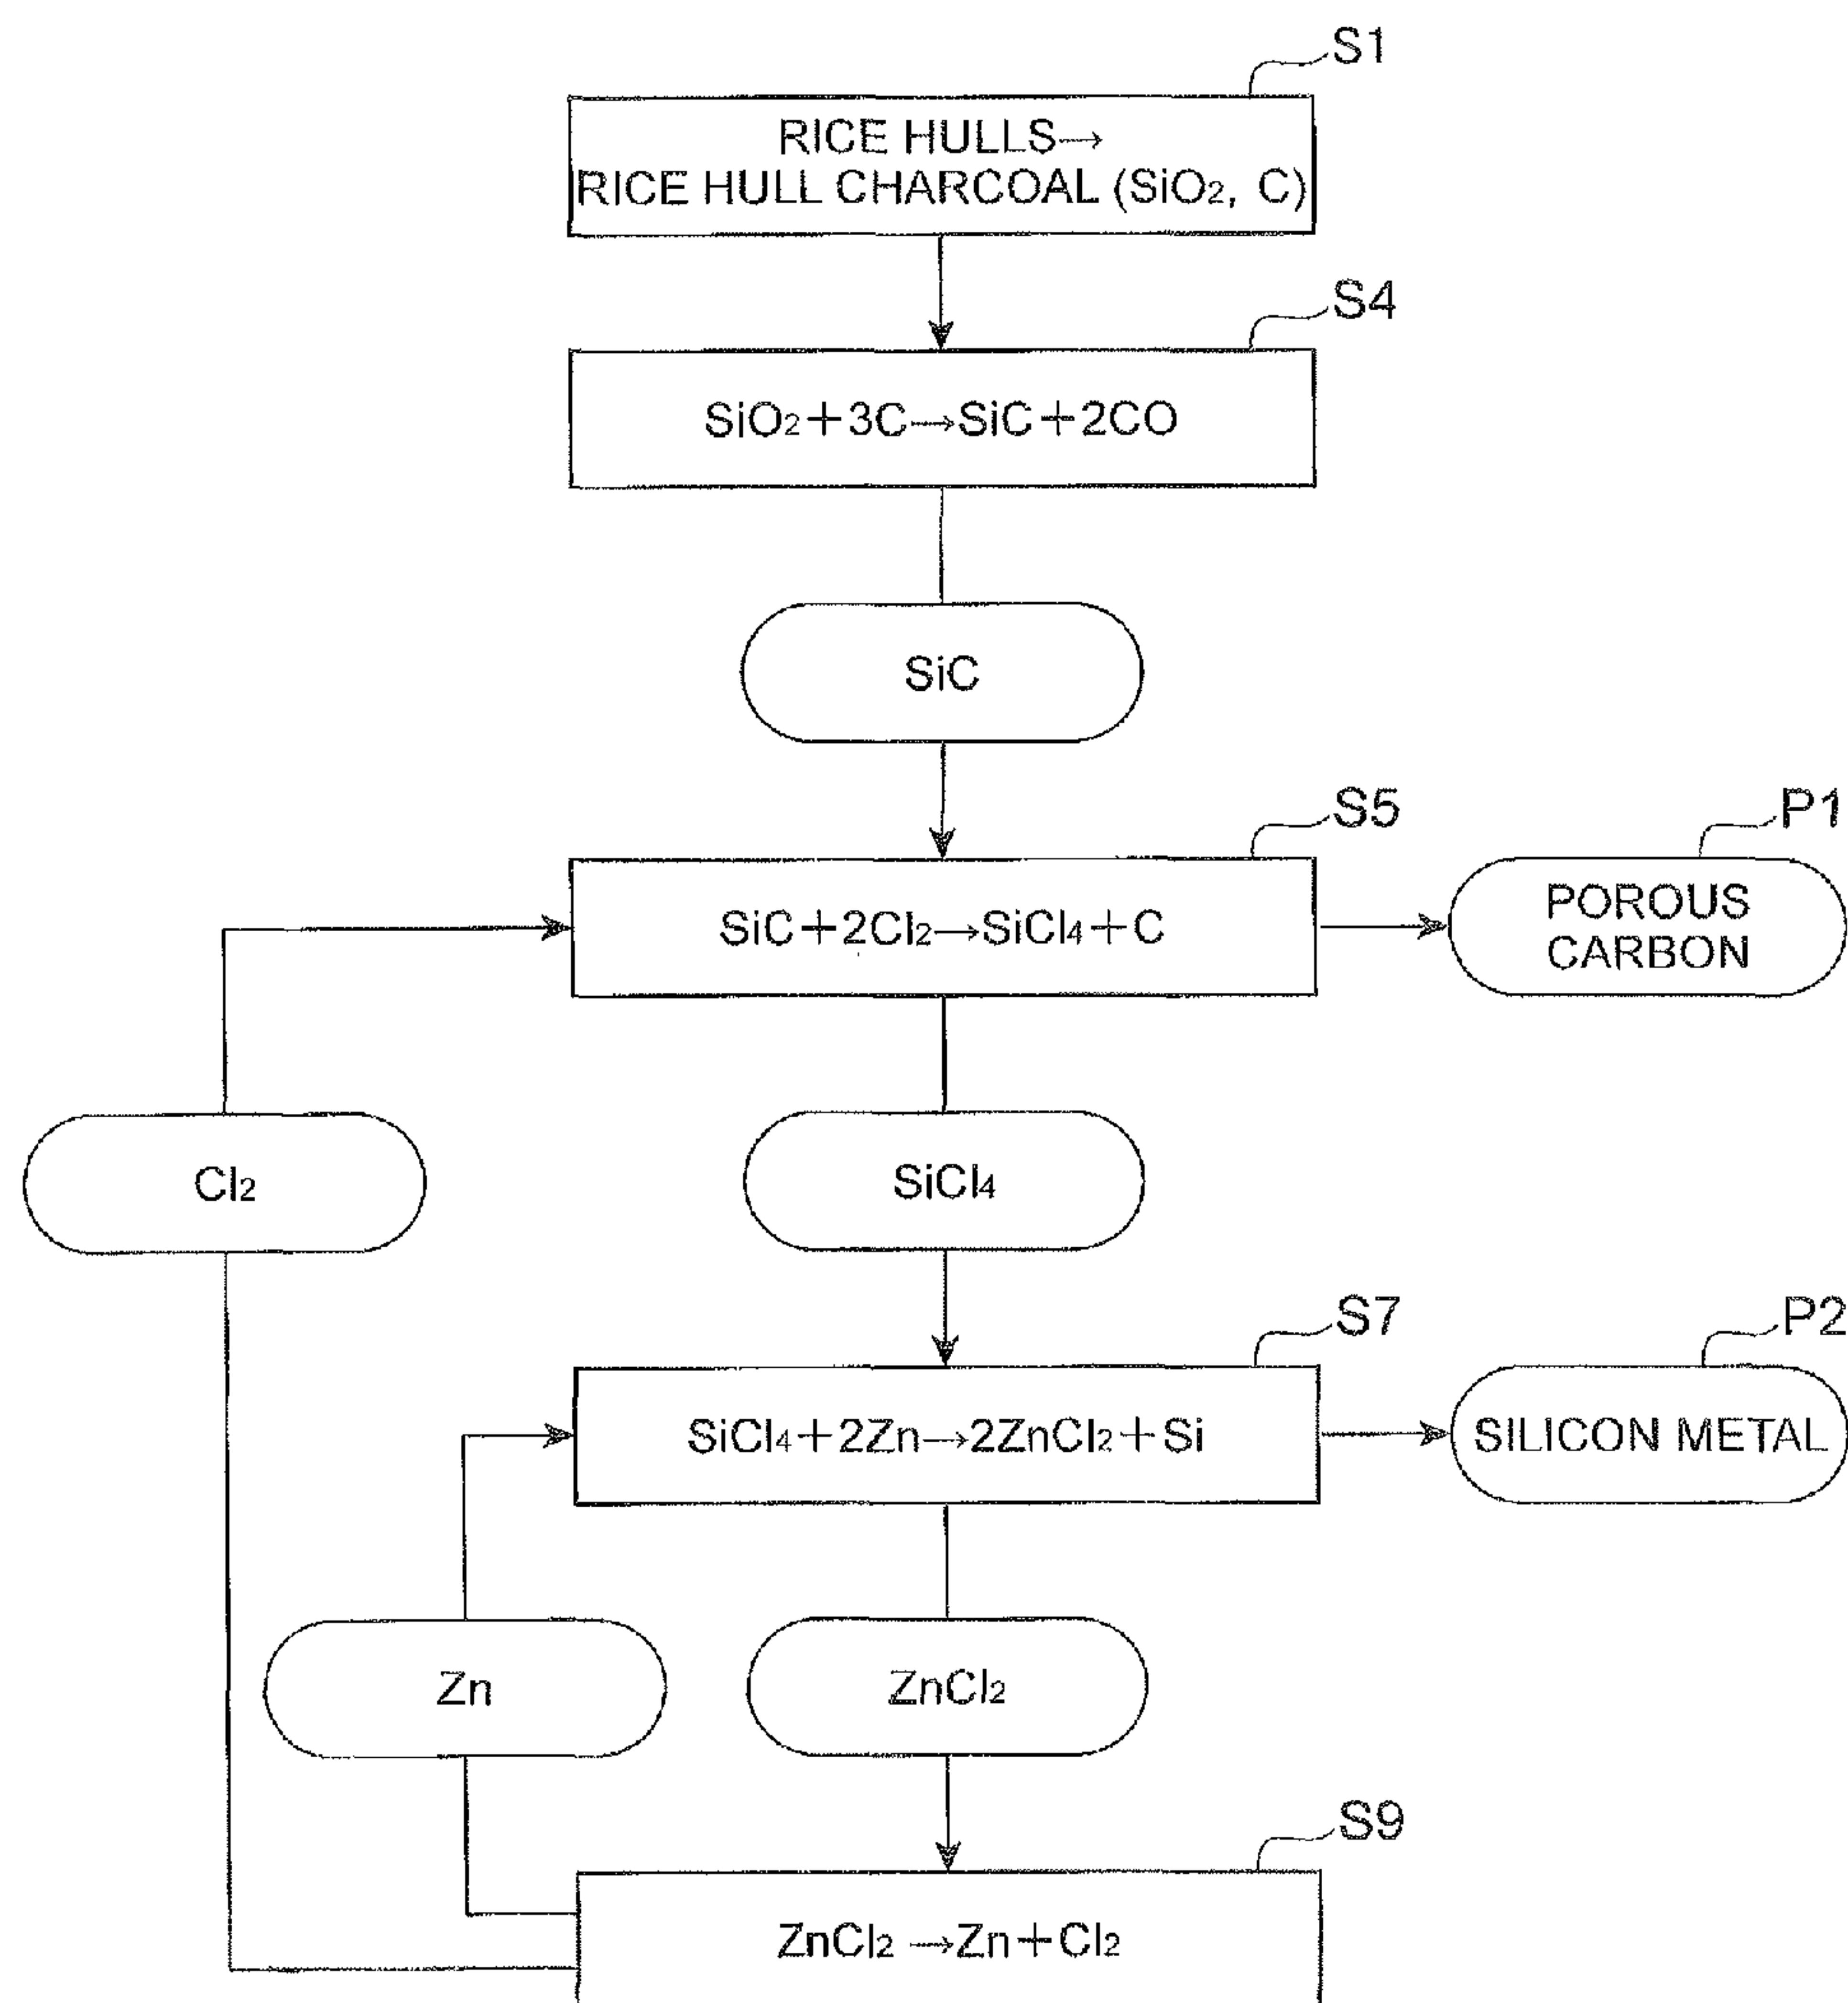 S1
RICE HULLS→
RICE HULL CHARCOAL (SiO₂, C)
S4
SiO₂+3C→SiC+2CO
SiC
S5
P1
SiC+2Cl₂→SiCl₄+C
POROUS
CARBON
Cl₂
SiCl₄
S7
P2
SiCl₄+2Zn→2ZnCl₂+Si
SILICON METAL
Zn
ZnCl₂
S9
ZnCl₂→Zn+Cl₂